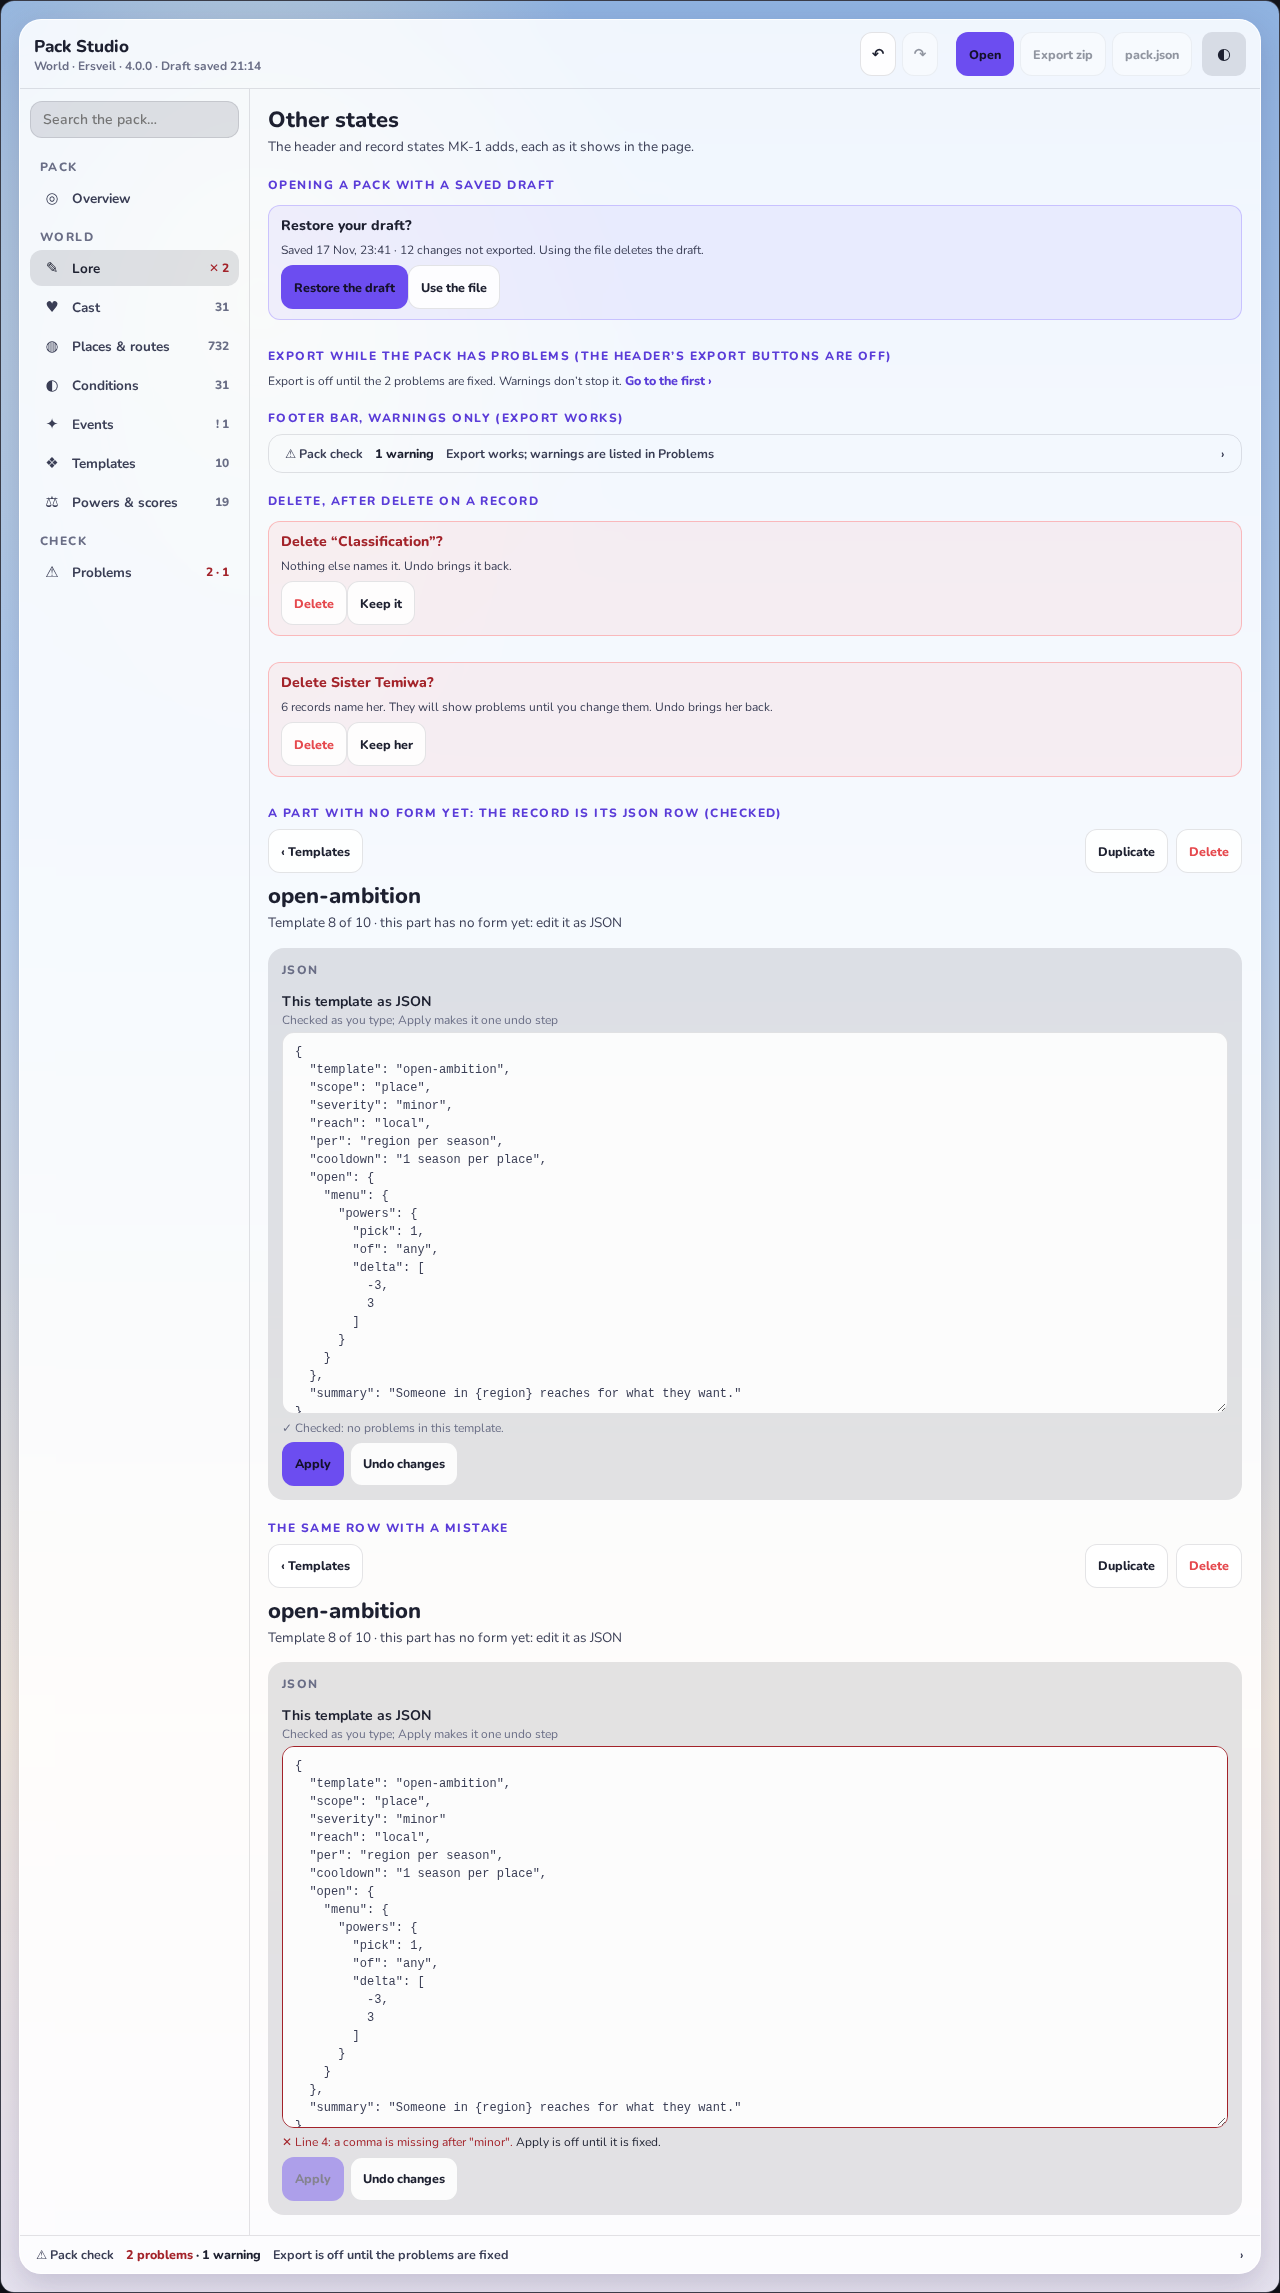 Pack Studio
World · Ersveil · 4.0.0 · Draft saved 21:14
↶ ↷ Open Export zip pack.json ◐
Search the pack...
PACK
◎ Overview
WORLD
✎ Lore ✕ 2
♥ Cast 31
◍ Places & routes 732
◐ Conditions 31
✦ Events ! 1
❖ Templates 10
⚖ Powers & scores 19
CHECK
⚠ Problems 2 · 1
Other states
The header and record states MK-1 adds, each as it shows in the page.
OPENING A PACK WITH A SAVED DRAFT
Restore your draft?
Saved 17 Nov, 23:41 · 12 changes not exported. Using the file deletes the draft.
Restore the draft Use the file
EXPORT WHILE THE PACK HAS PROBLEMS (THE HEADER’S EXPORT BUTTONS ARE OFF)
Export is off until the 2 problems are fixed. Warnings don’t stop it. Go to the first ›
FOOTER BAR, WARNINGS ONLY (EXPORT WORKS)
⚠ Pack check 1 warning Export works; warnings are listed in Problems ›
DELETE, AFTER DELETE ON A RECORD
Delete “Classification”?
Nothing else names it. Undo brings it back.
Delete Keep it
Delete Sister Temiwa?
6 records name her. They will show problems until you change them. Undo brings her back.
Delete Keep her
A PART WITH NO FORM YET: THE RECORD IS ITS JSON ROW (CHECKED)
‹ Templates Duplicate Delete
open-ambition
Template 8 of 10 · this part has no form yet: edit it as JSON
JSON
This template as JSON
Checked as you type; Apply makes it one undo step
{
"template": "open-ambition",
"scope": "place",
"severity": "minor",
"reach": "local",
"per": "region per season",
"cooldown": "1 season per place",
"open": {
"menu": {
"powers": {
"pick": 1,
"of": "any",
"delta": [
-3,
3
]
}
}
},
"summary": "Someone in {region} reaches for what they want."
}
✓ Checked: no problems in this template.
Apply Undo changes
THE SAME ROW WITH A MISTAKE
‹ Templates Duplicate Delete
open-ambition
Template 8 of 10 · this part has no form yet: edit it as JSON
JSON
This template as JSON
Checked as you type; Apply makes it one undo step
{
"template": "open-ambition",
"scope": "place",
"severity": "minor"
"reach": "local",
"per": "region per season",
"cooldown": "1 season per place",
"open": {
"menu": {
"powers": {
"pick": 1,
"of": "any",
"delta": [
-3,
3
]
}
}
},
"summary": "Someone in {region} reaches for what they want."
}
✕ Line 4: a comma is missing after "minor". Apply is off until it is fixed.
Apply Undo changes
⚠ Pack check 2 problems · 1 warning Export is off until the problems are fixed ›